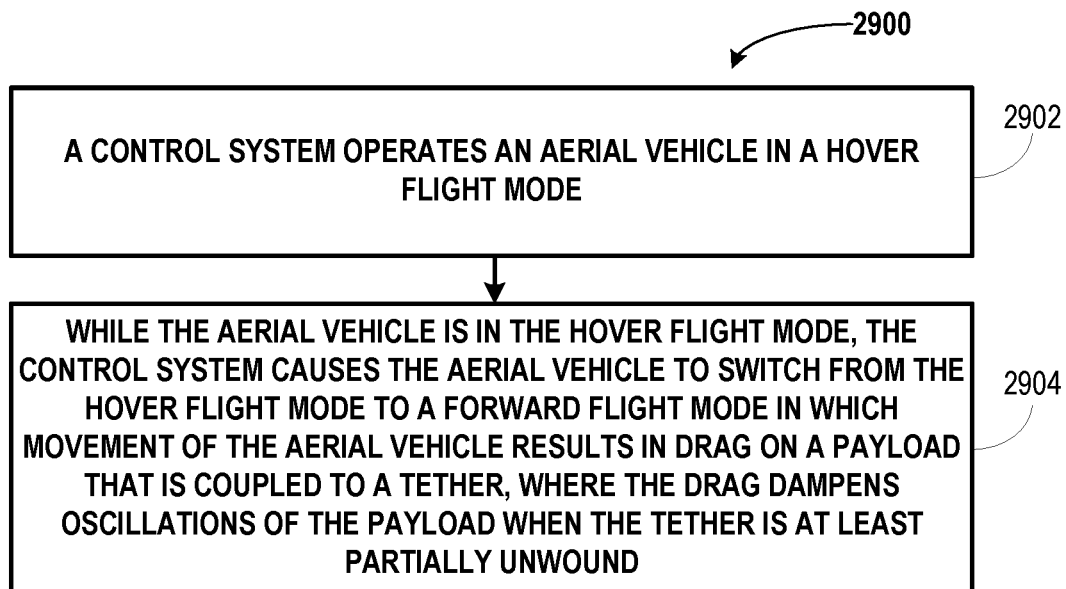 2900
A CONTROL SYSTEM OPERATES AN AERIAL VEHICLE IN A HOVER
FLIGHT MODE
2902
WHILE THE AERIAL VEHICLE IS IN THE HOVER FLIGHT MODE, THE
CONTROL SYSTEM CAUSES THE AERIAL VEHICLE TO SWITCH FROM THE
HOVER FLIGHT MODE TO A FORWARD FLIGHT MODE IN WHICH
MOVEMENT OF THE AERIAL VEHICLE RESULTS IN DRAG ON A PAYLOAD
THAT IS COUPLED TO A TETHER, WHERE THE DRAG DAMPENS
OSCILLATIONS OF THE PAYLOAD WHEN THE TETHER IS AT LEAST
PARTIALLY UNWOUND
2904